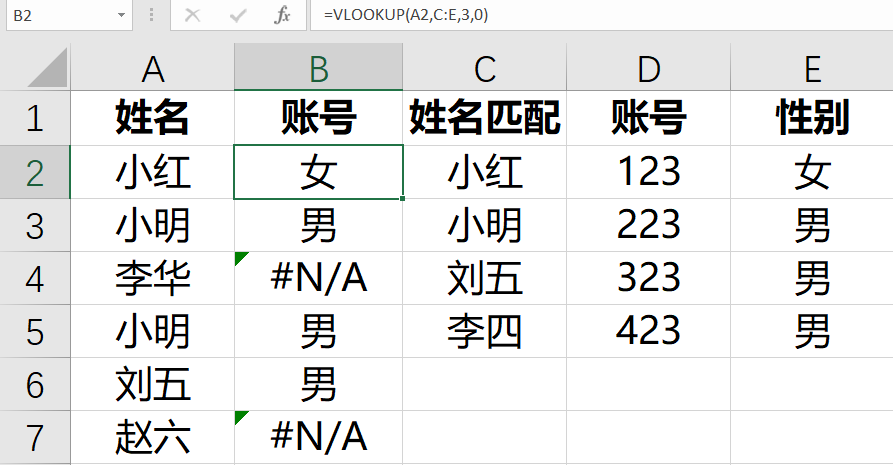 B2 fx =VLOOKUP(A2,C:E,3,0)
A B C D E
1 姓名 账号 姓名匹配 账号 性别
2 小红 女 小红 123 女
3 小明 男 小明 223 男
4 李华 #N/A 刘五 323 男
5 小明 男 李四 423 男
6 刘五 男
7 赵六 #N/A